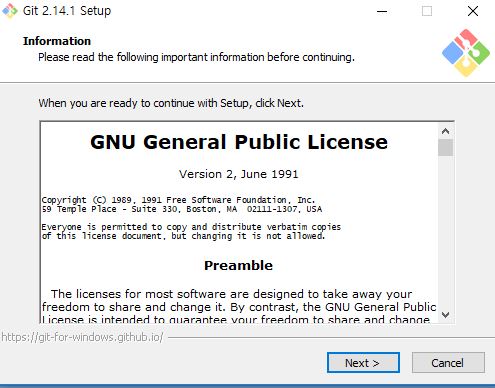 Git 2.14.1 Setup
Information
Please read the following important information before continuing.
When you are ready to continue with Setup, click Next.
GNU General Public License
Version 2, June 1991
Copyright (C) 1989, 1991 Free Software Foundation, Inc.
59 Temple Place - Suite 330, Boston, MA  02111-1307, USA
Everyone is permitted to copy and distribute verbatim copies
of this license document, but changing it is not allowed.
Preamble
The licenses for most software are designed to take away your
freedom to share and change it. By contrast, the GNU General Public
License is intended to guarantee your freedom to share and change
https://git-for-windows.github.io/
Next >
Cancel